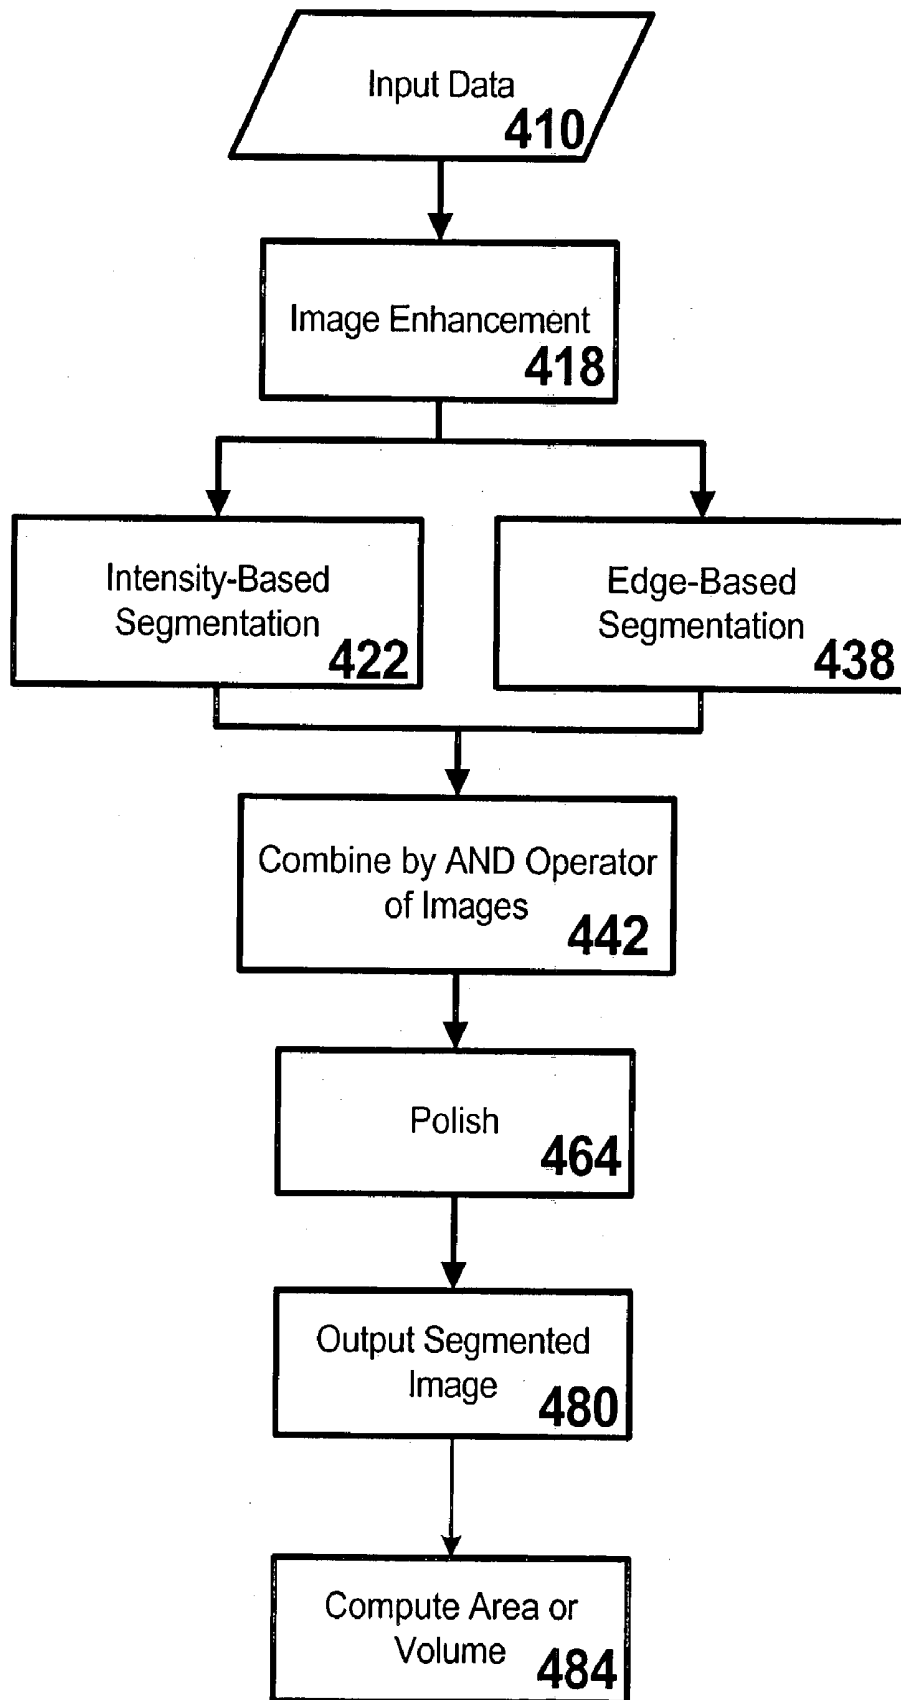 Input Data
410
Image Enhancement
418
Intensity-Based
Segmentation
422
Edge-Based
Segmentation
438
Combine by AND Operator
of Images
442
Polish
464
Output Segmented
Image
480
Compute Area or
Volume
484